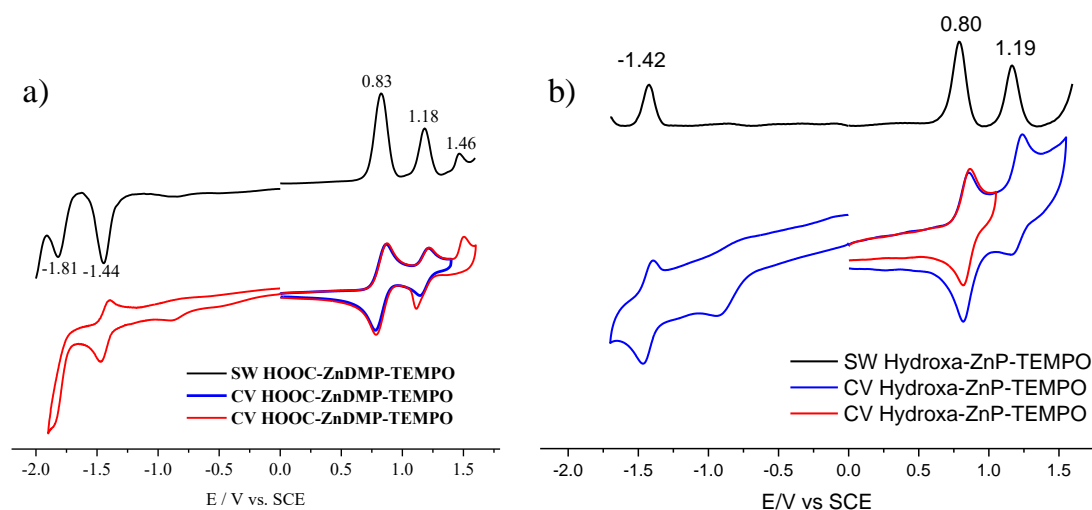 a)
0.83
1.18
1.46
-1.81
-1.44
SW HOOC-ZnDMP-TEMPO
CV HOOC-ZnDMP-TEMPO
CV HOOC-ZnDMP-TEMPO
-2.0 -1.5 -1.0 -0.5 0.0 0.5 1.0 1.5
E / V vs. SCE
b)
-1.42
0.80
1.19
SW Hydroxa-ZnP-TEMPO
CV Hydroxa-ZnP-TEMPO
CV Hydroxa-ZnP-TEMPO
-2.0 -1.5 -1.0 -0.5 0.0 0.5 1.0 1.5
E/V vs SCE